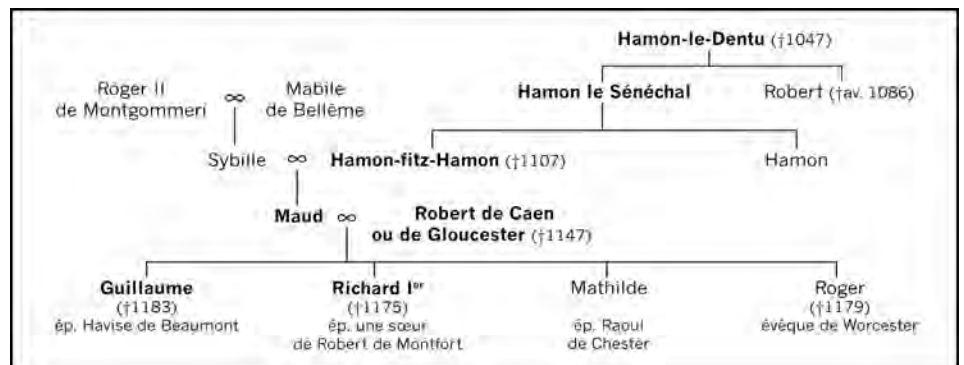 Hamon-le-Dentu (†1047)
Roger II
de Montgommeri
∞
Mabile
de Bellême
Hamon le Sénéchal
Robert (†av. 1086)
Sybille ∞ Hamon-fitz-Hamon (†1107)
Hamon
Maud ∞
Robert de Caen
ou de Gloucester (†1147)
Guillaume
(†1183)
ép. Havise de Beaumont
Richard Iᵉʳ
(†1175)
ép. une sœur
de Robert de Montfort
Mathilde
ép. Raoul
de Chester
Roger
(†1179)
évêque de Worcester